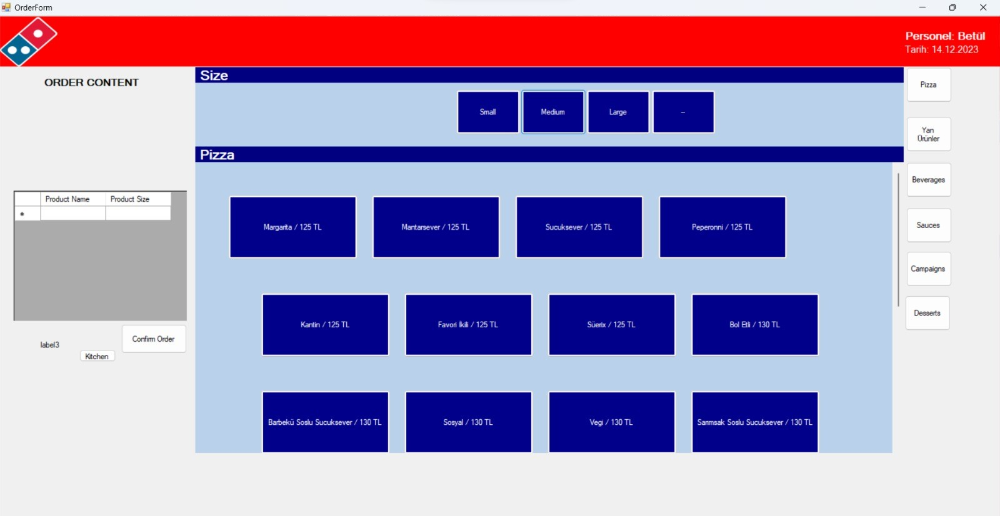 OrderForm
Personel: Betül
Tarih: 14.12.2023
ORDER CONTENT
Product Name Product Size
label3
Confirm Order
Kitchen
Size
Small Medium Large --
Pizza
Margarita / 125 TL Mantarsever / 125 TL Sucuksever / 125 TL Peperonni / 125 TL
Kantin / 125 TL Favori İkili / 125 TL Süerix / 125 TL Bol Etli / 130 TL
Barbekü Soslu Sucuksever / 130 TL Sosyal / 130 TL Vegi / 130 TL Sarımsak Soslu Sucuksever / 130 TL
Pizza
Yan
Ürünler
Beverages
Sauces
Campaigns
Desserts